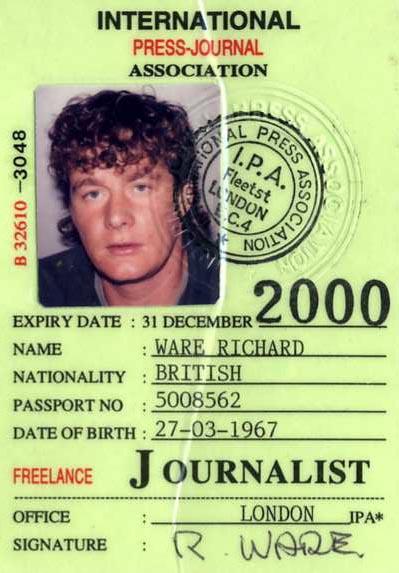 INTERNATIONAL
PRESS-JOURNAL
ASSOCIATION
B 32610 -3048
INTERNATIONAL PRESS ASSOCIATION
I.P.A.
Fleetst
LONDON
E.C.4
*
PRESS ASSOCIATION
EXPIRY DATE : 31 DECEMBER 2000
NAME : WARE RICHARD
NATIONALITY : BRITISH
PASSPORT NO : 5008562
DATE OF BIRTH : 27-03-1967
FREELANCE JOURNALIST
OFFICE : LONDON IPA*
SIGNATURE : R. WARE